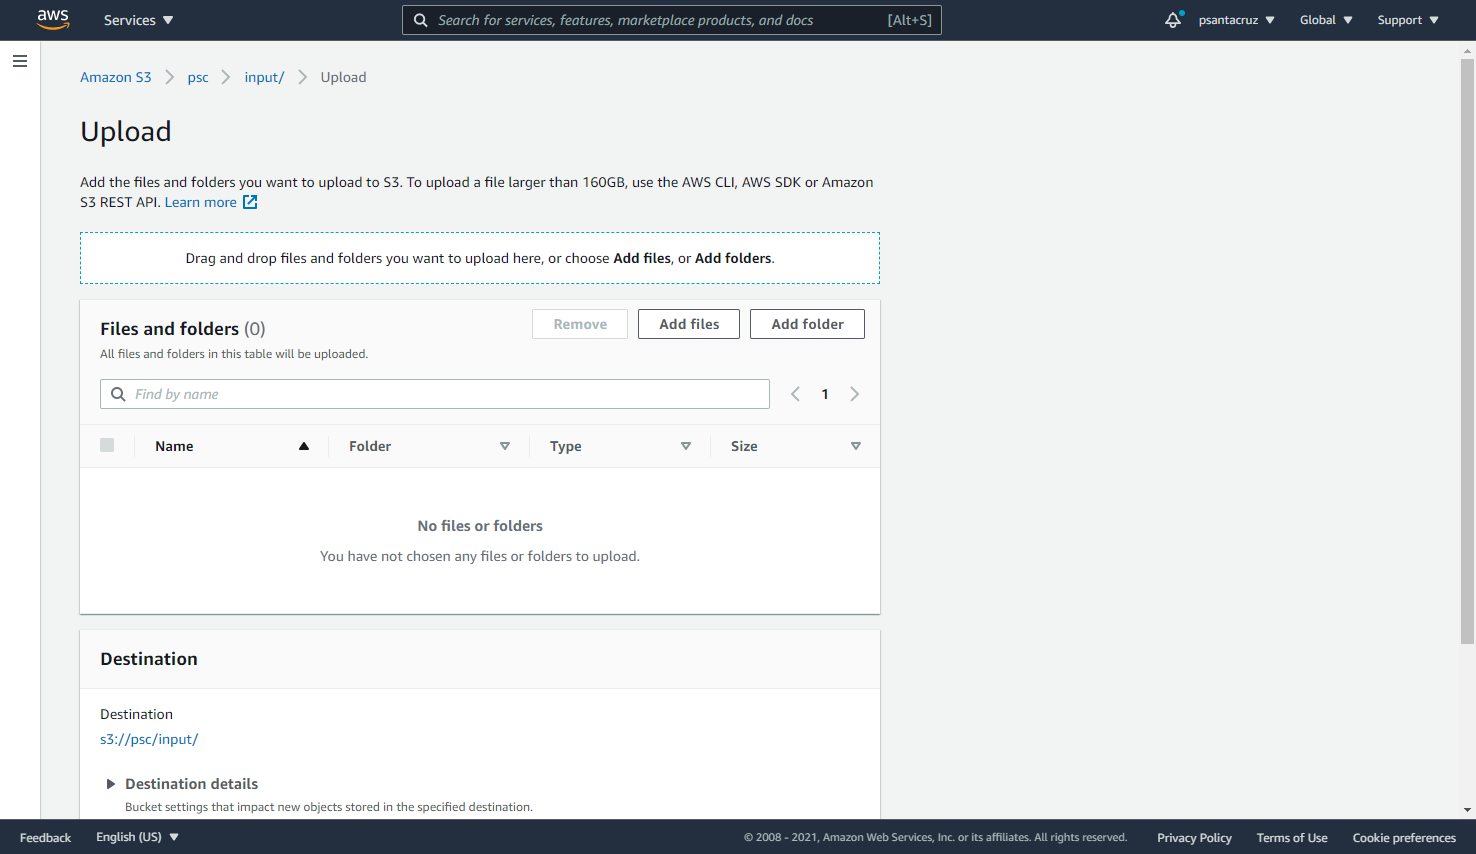 aws Services Search for services, features, marketplace products, and docs [Alt+S] psantacruz Global Support
Amazon S3 psc input/ Upload
Upload
Add the files and folders you want to upload to S3. To upload a file larger than 160GB, use the AWS CLI, AWS SDK or Amazon
S3 REST API. Learn more
Drag and drop files and folders you want to upload here, or choose Add files, or Add folders.
Files and folders (0) Remove Add files Add folder
All files and folders in this table will be uploaded.
Find by name 1
Name Folder Type Size
No files or folders
You have not chosen any files or folders to upload.
Destination
Destination
s3://psc/input/
Destination details
Bucket settings that impact new objects stored in the specified destination.
Feedback English (US) © 2008 - 2021, Amazon Web Services, Inc. or its affiliates. All rights reserved. Privacy Policy Terms of Use Cookie preferences